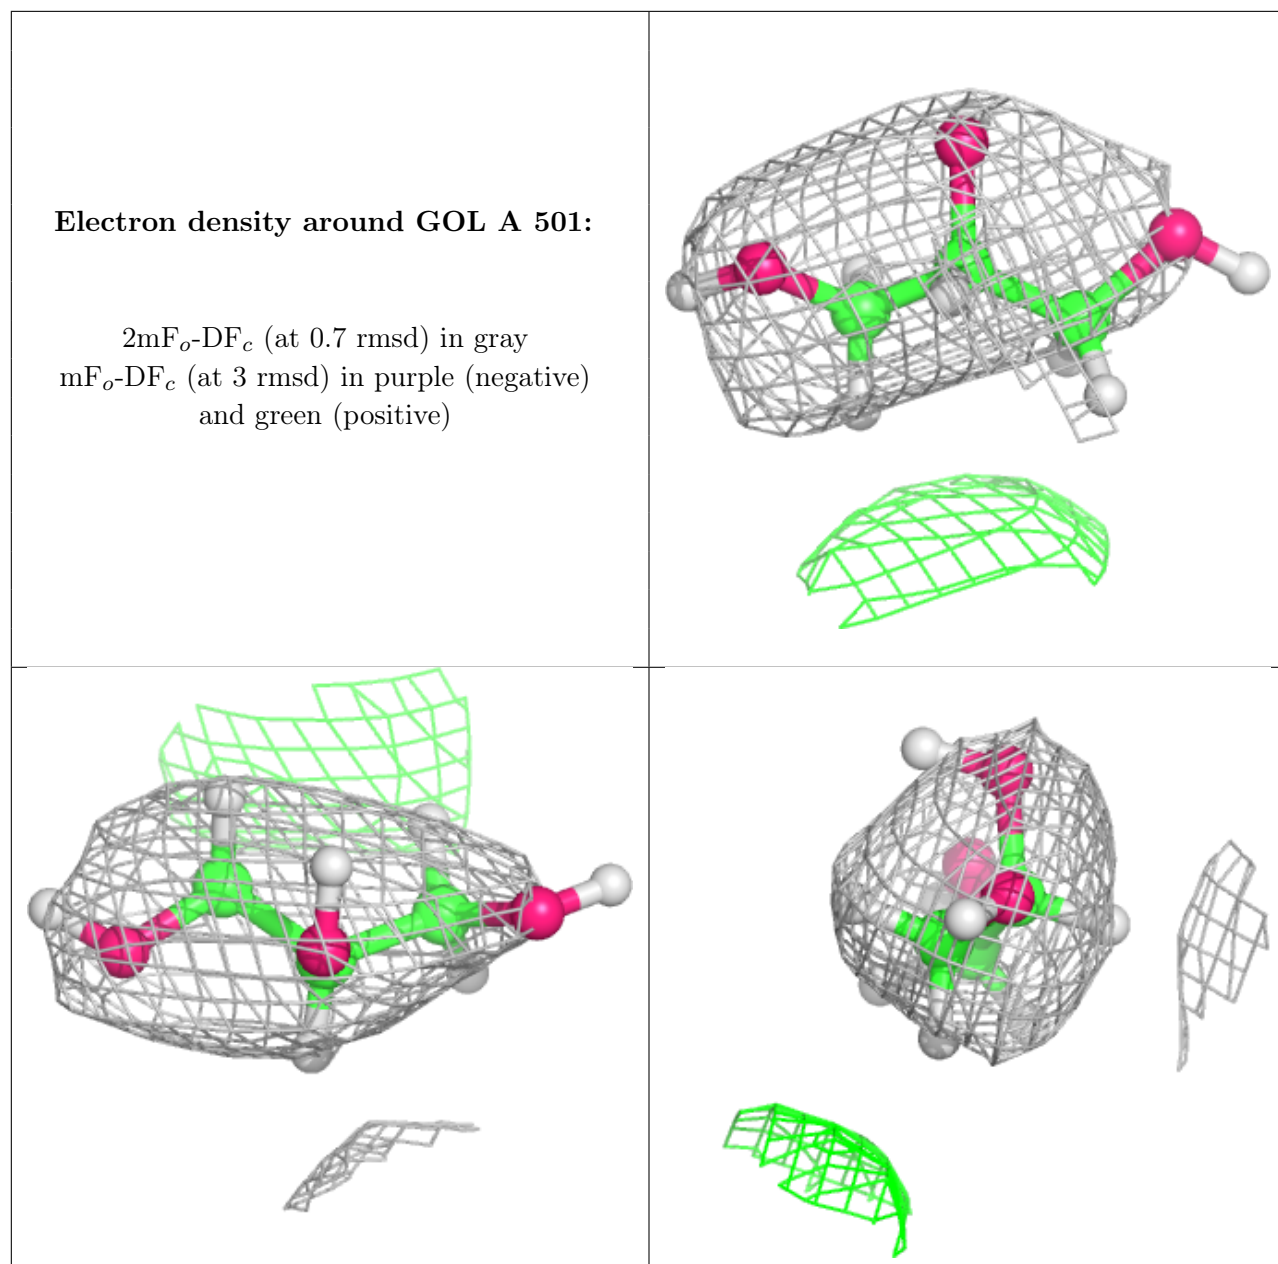 Electron density around GOL A 501:
2mFo-DFc (at 0.7 rmsd) in gray
mFo-DFc (at 3 rmsd) in purple (negative)
and green (positive)